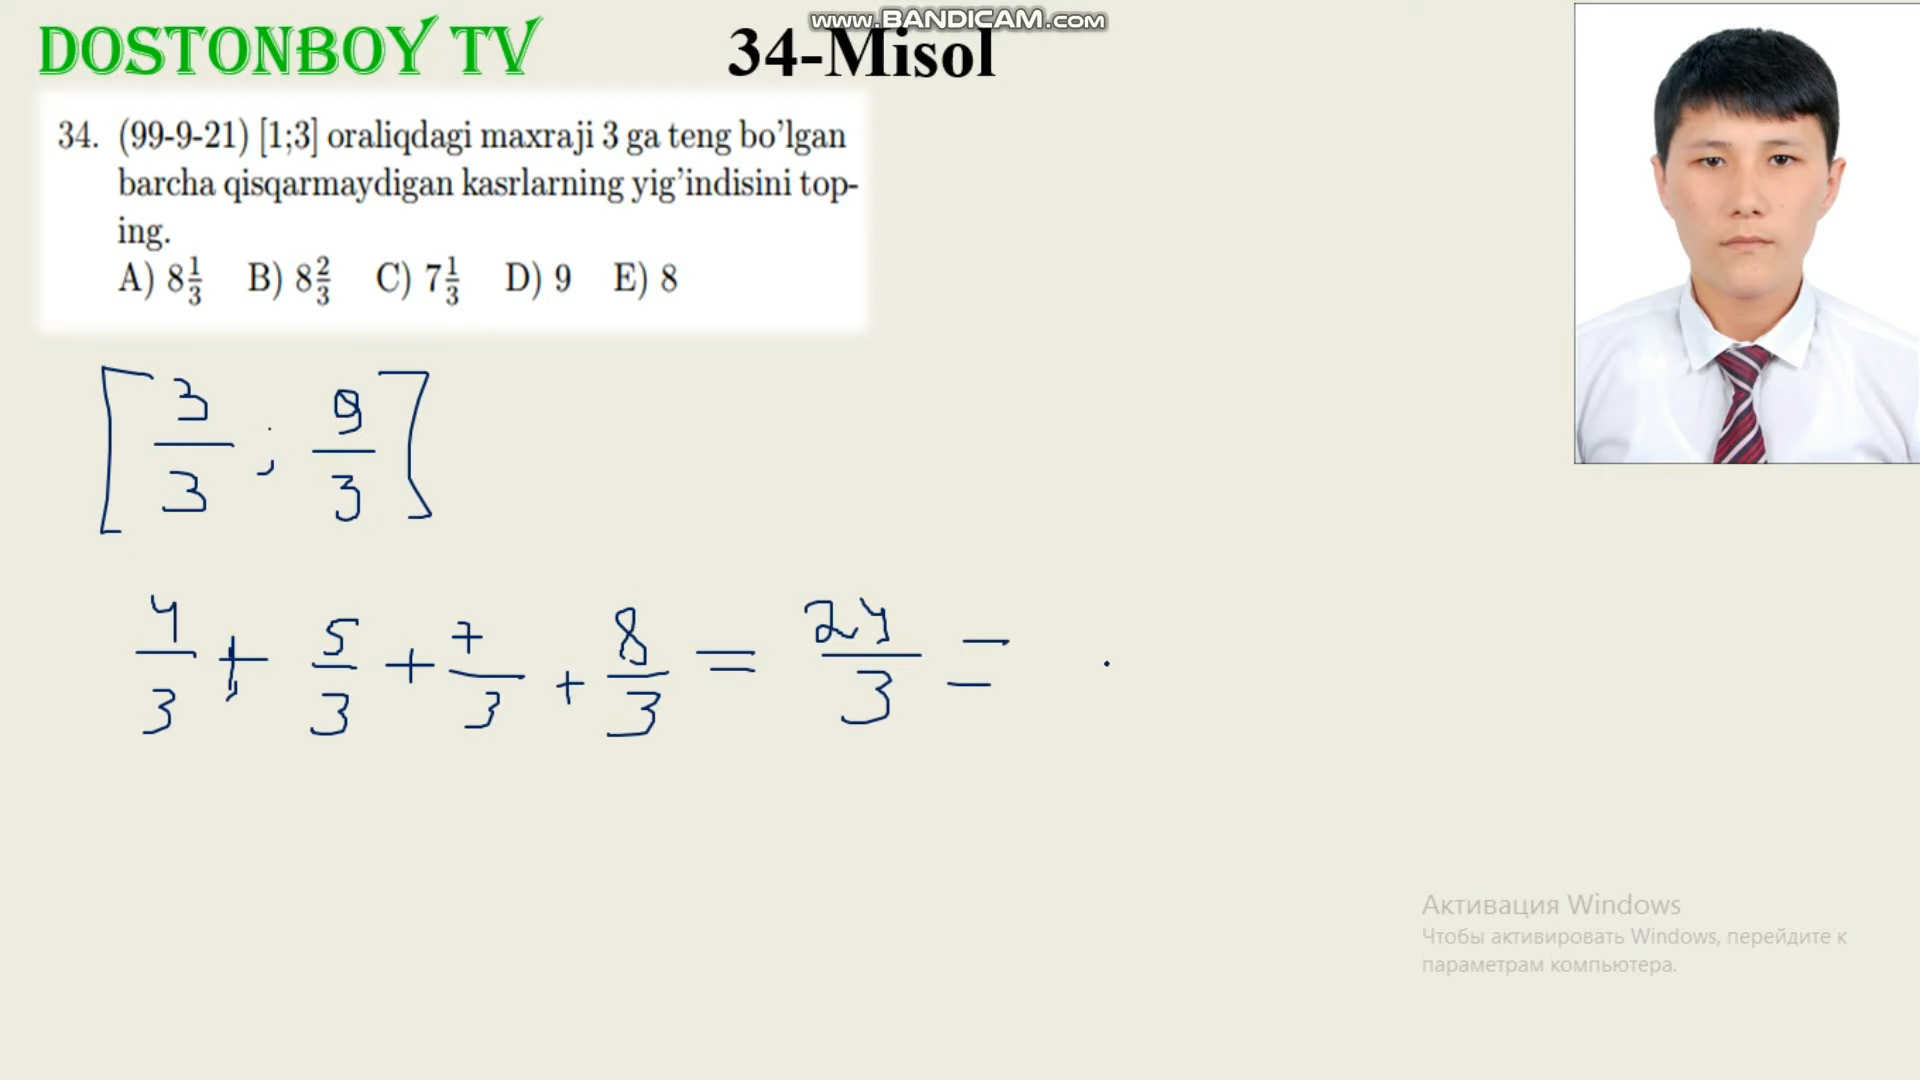 www.BANDICAM.com
DOSTONBOY TV
34-Misol
34. (99-9-21) [1;3] oraliqdagi maxraji 3 ga teng bo’lgan
barcha qisqarmaydigan kasrlarning yig’indisini top-
ing.
A) 8 1/3 B) 8 2/3 C) 7 1/3 D) 9 E) 8
[3/3 ; 9/3]
4/3 + 5/3 + 7/3 + 8/3 = 24/3 =
Активация Windows
Чтобы активировать Windows, перейдите к
параметрам компьютера.